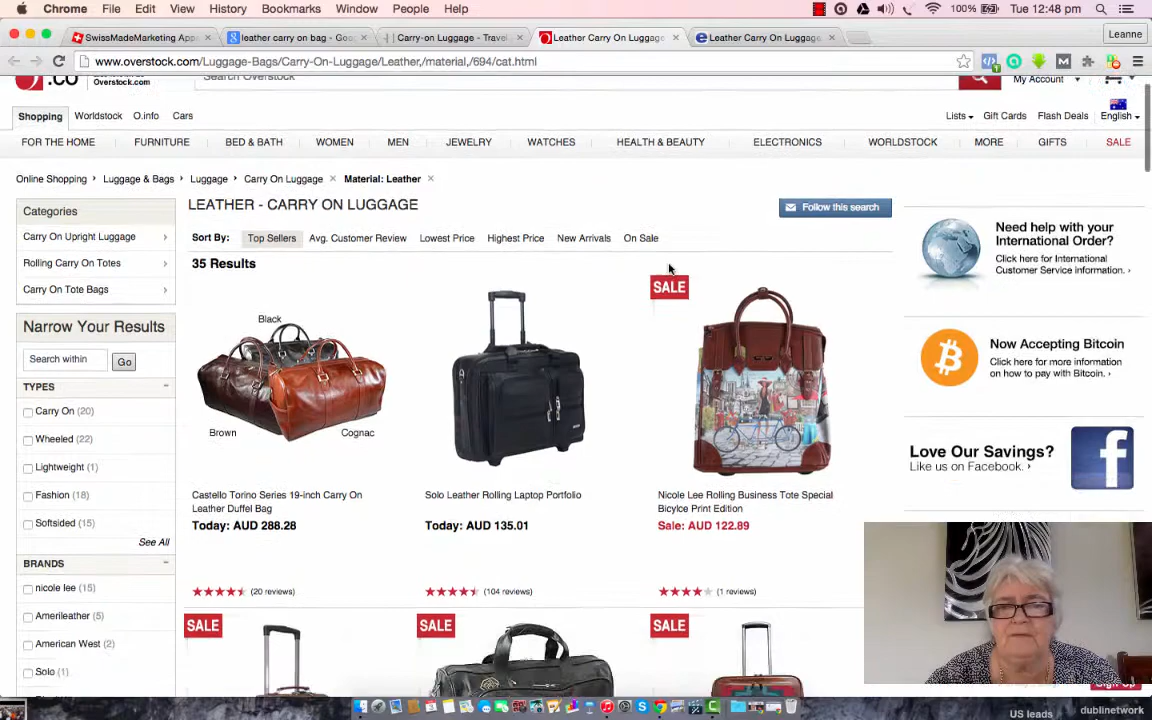 Chrome File Edit View History Bookmarks Window People Help 100% Tue 12:48 pm
SwissMadeMarketing App
leather carry on bag - Goo
Carry-on Luggage - Travel
Leather Carry On Luggage
Leather Carry On Luggage
Leanne
www.overstock.com/Luggage-Bags/Carry-On-Luggage/Leather,/material,/694/cat.html
.co
Overstock.com
Search Overstock
My Account
Shopping Worldstock O.info Cars
Lists Gift Cards Flash Deals English
FOR THE HOME FURNITURE BED & BATH WOMEN MEN JEWELRY WATCHES HEALTH & BEAUTY ELECTRONICS WORLDSTOCK MORE GIFTS SALE
Online Shopping Luggage & Bags Luggage Carry On Luggage Material: Leather
Categories
Carry On Upright Luggage
Rolling Carry On Totes
Carry On Tote Bags
Narrow Your Results
Search within Go
TYPES
Carry On (20)
Wheeled (22)
Lightweight (1)
Fashion (18)
Softsided (15)
See All
BRANDS
nicole lee (15)
Amerileather (5)
American West (2)
Solo (1)
LEATHER - CARRY ON LUGGAGE
Follow this search
Sort By: Top Sellers Avg. Customer Review Lowest Price Highest Price New Arrivals On Sale
35 Results
Black
Brown
Cognac
Castello Torino Series 19-inch Carry On
Leather Duffel Bag
Today: AUD 288.28
(20 reviews)
Solo Leather Rolling Laptop Portfolio
Today: AUD 135.01
(104 reviews)
SALE
Nicole Lee Rolling Business Tote Special
Bicylce Print Edition
Sale: AUD 122.89
(1 reviews)
SALE
SALE
SALE
Need help with your
International Order?
Click here for International
Customer Service information. ›
Now Accepting Bitcoin
Click here for more information
on how to pay with Bitcoin. ›
Love Our Savings?
Like us on Facebook. ›
Sign Up
US leads
dublinetwork